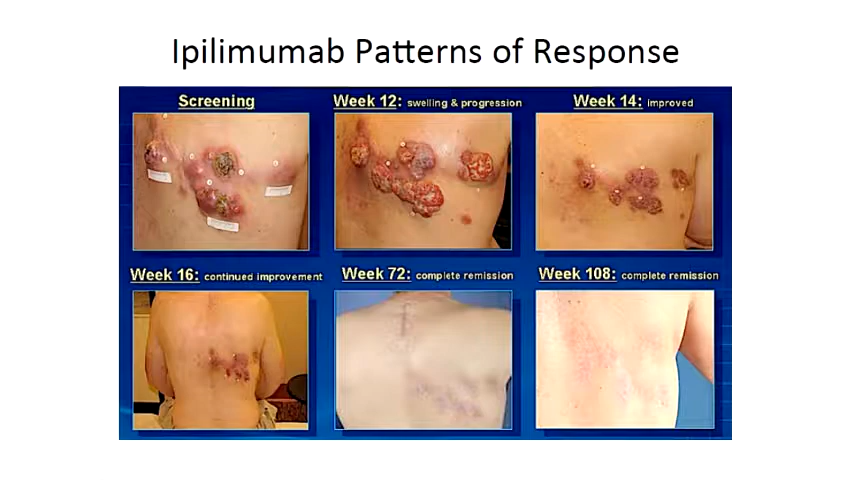 Ipilimumab Patterns of Response
Screening
Week 12: swelling & progression
Week 14: improved
Week 16: continued improvement
Week 72: complete remission
Week 108: complete remission